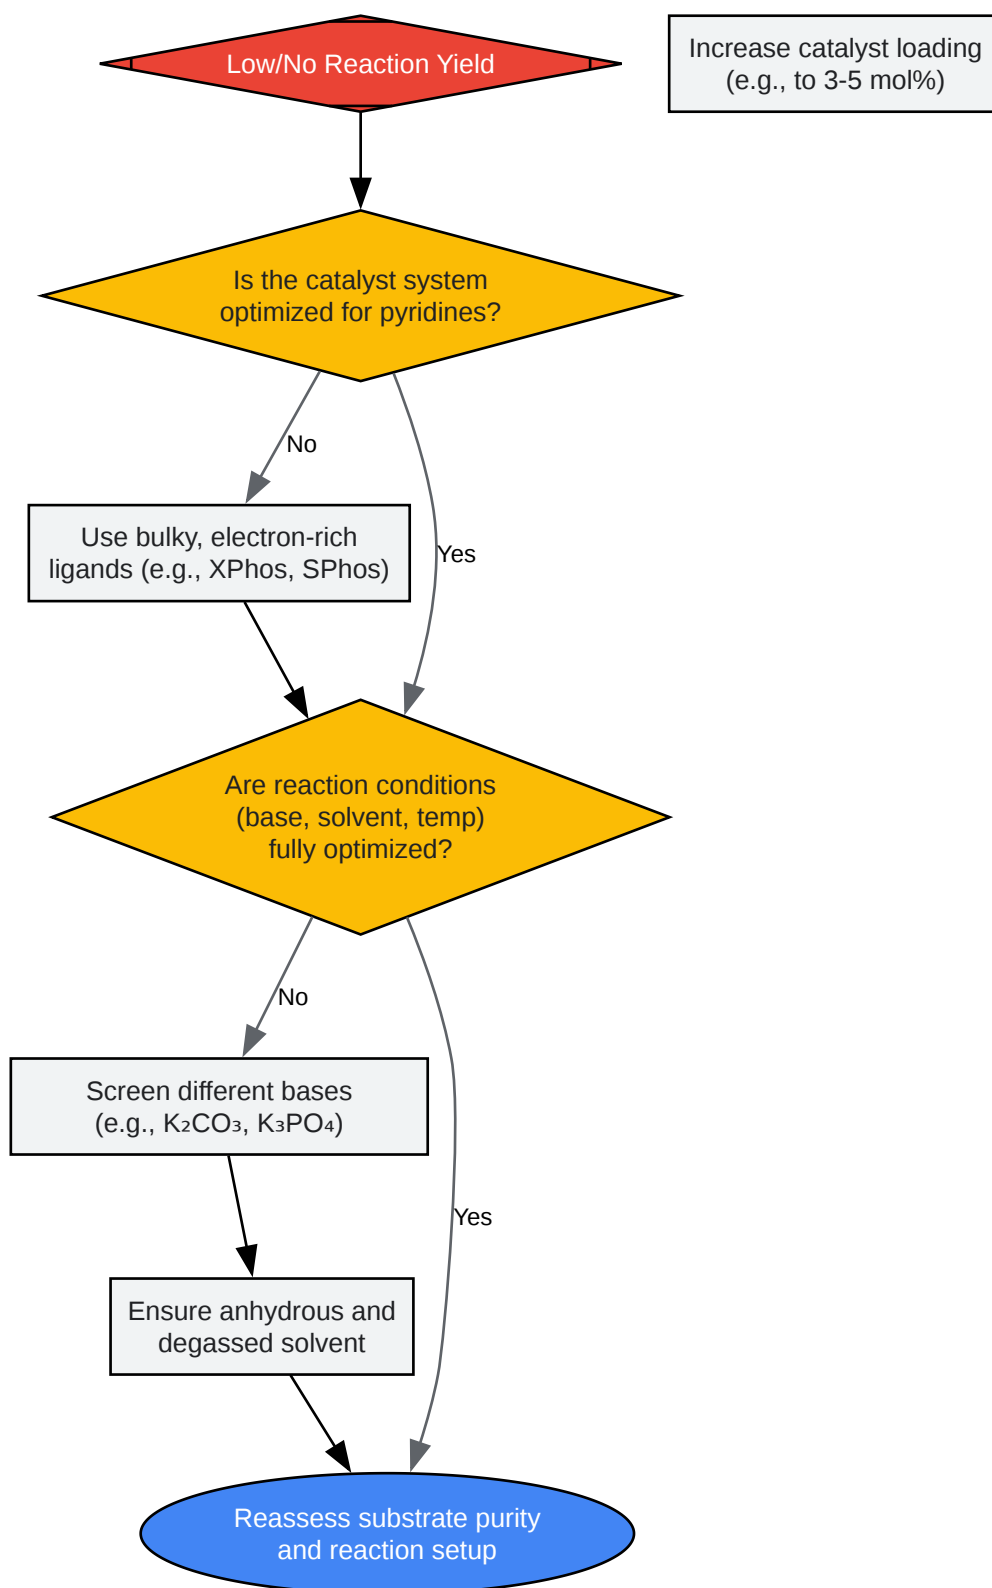 Low/No Reaction Yield
Increase catalyst loading
(e.g., to 3-5 mol%)
Is the catalyst system
optimized for pyridines?
No
Use bulky, electron-rich
ligands (e.g., XPhos, SPhos)
Yes
Are reaction conditions
(base, solvent, temp)
fully optimized?
No
Screen different bases
(e.g., K₂CO₃, K₃PO₄)
Yes
Ensure anhydrous and
degassed solvent
Reassess substrate purity
and reaction setup